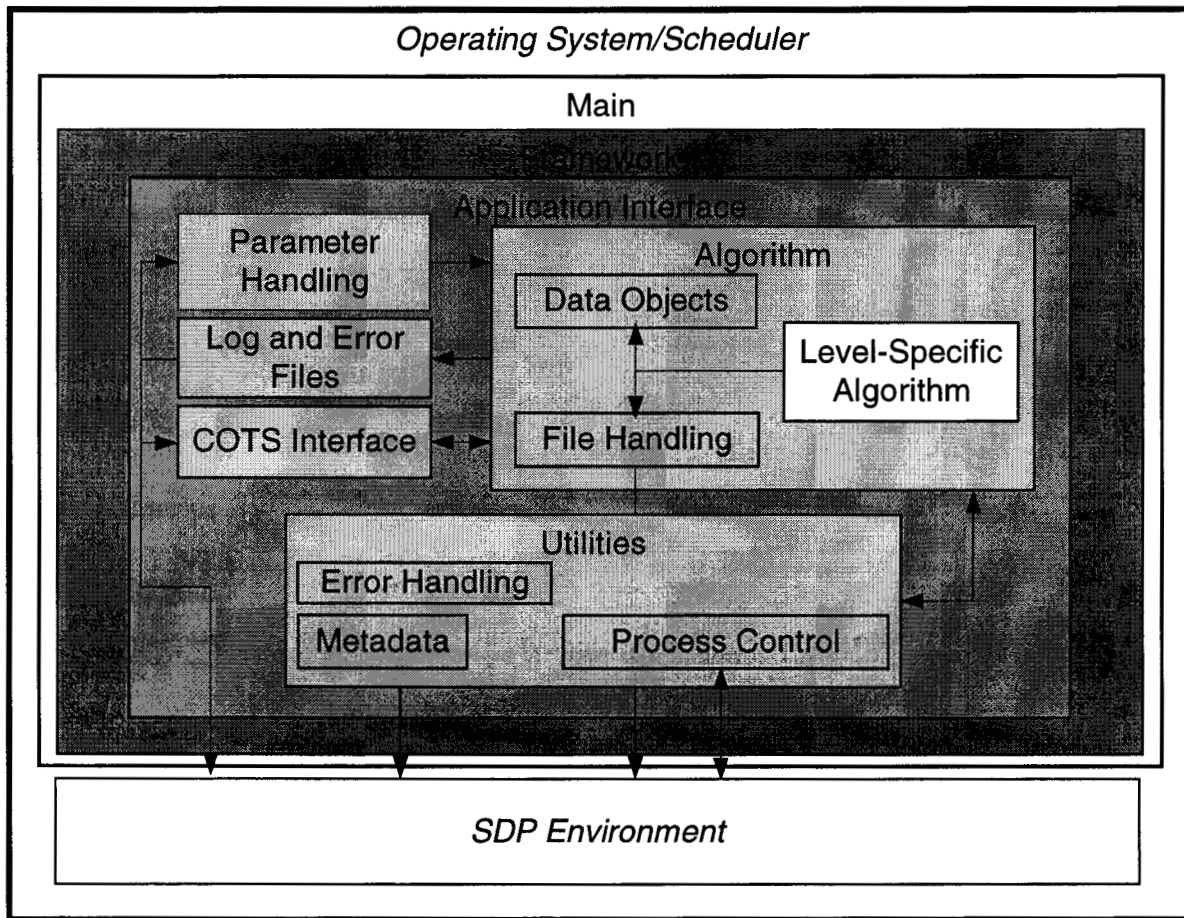 Operating System/Scheduler
Main
Framework
Application Interface
Parameter
Handling
Log and Error
Files
COTS Interface
Algorithm
Data Objects
Level-Specific
Algorithm
File Handling
Utilities
Error Handling
Metadata
Process Control
SDP Environment